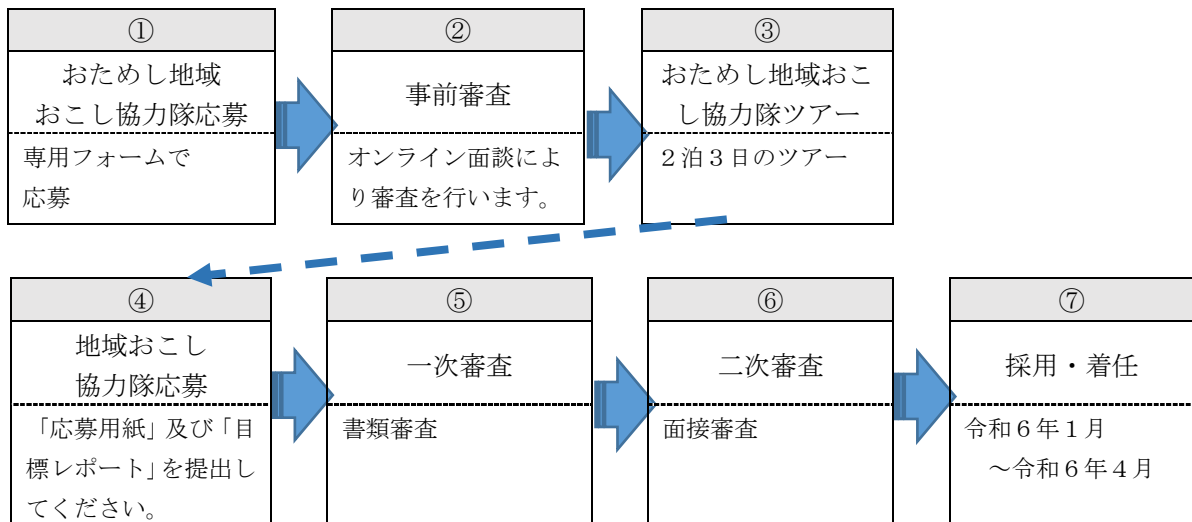 ①
おためし地域
おこし協力隊応募
専用フォームで
応募
②
事前審査
オンライン面談によ
り審査を行います。
③
おためし地域おこ
し協力隊ツアー
２泊３日のツアー
④
地域おこし
協力隊応募
「応募用紙」及び「目
標レポート」を提出し
てください。
⑤
一次審査
書類審査
⑥
二次審査
面接審査
⑦
採用・着任
令和６年１月
～令和６年４月